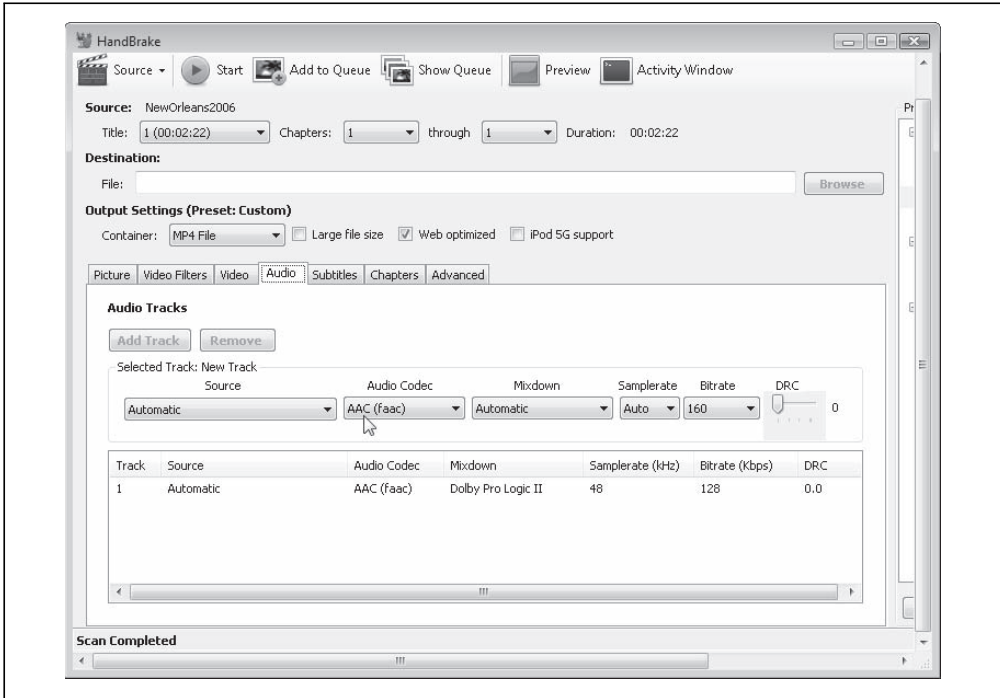 HandBrake
Source Start Add to Queue Show Queue Preview Activity Window
Source: NewOrleans2006
Title: 1 (00:02:22) Chapters: 1 through 1 Duration: 00:02:22
Destination:
File: Browse
Output Settings (Preset: Custom)
Container: MP4 File Large file size Web optimized iPod 5G support
Picture Video Filters Video Audio Subtitles Chapters Advanced
Audio Tracks
Add Track Remove
Selected Track: New Track
Source Audio Codec Mixdown Samplerate Bitrate DRC
Automatic AAC (faac) Automatic Auto 160 0
Track Source Audio Codec Mixdown Samplerate (kHz) Bitrate (Kbps) DRC
1 Automatic AAC (faac) Dolby Pro Logic II 48 128 0.0
Scan Completed